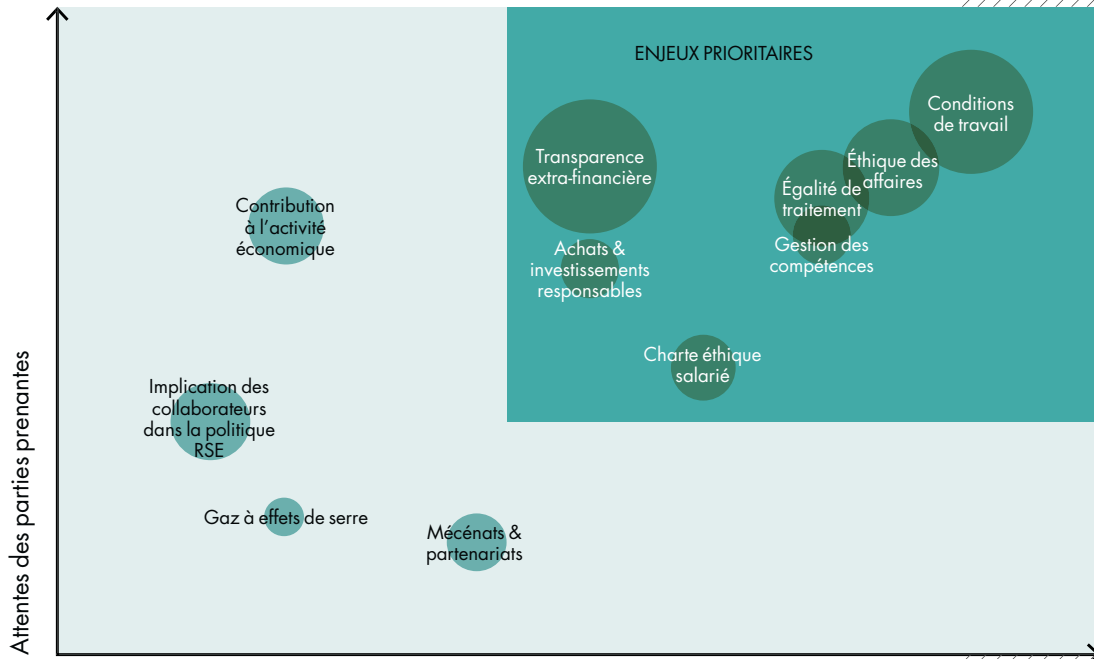 ENJEUX PRIORITAIRES
Conditions
de travail
Éthique des
affaires
Transparence
extra-financière
Égalité de
traitement
Gestion des
compétences
Achats &
investissements
responsables
Charte éthique
salarié
Contribution
à l'activité
économique
Implication des
collaborateurs
dans la politique
RSE
Gaz à effets de serre
Mécénats &
partenariats
Attentes des parties prenantes